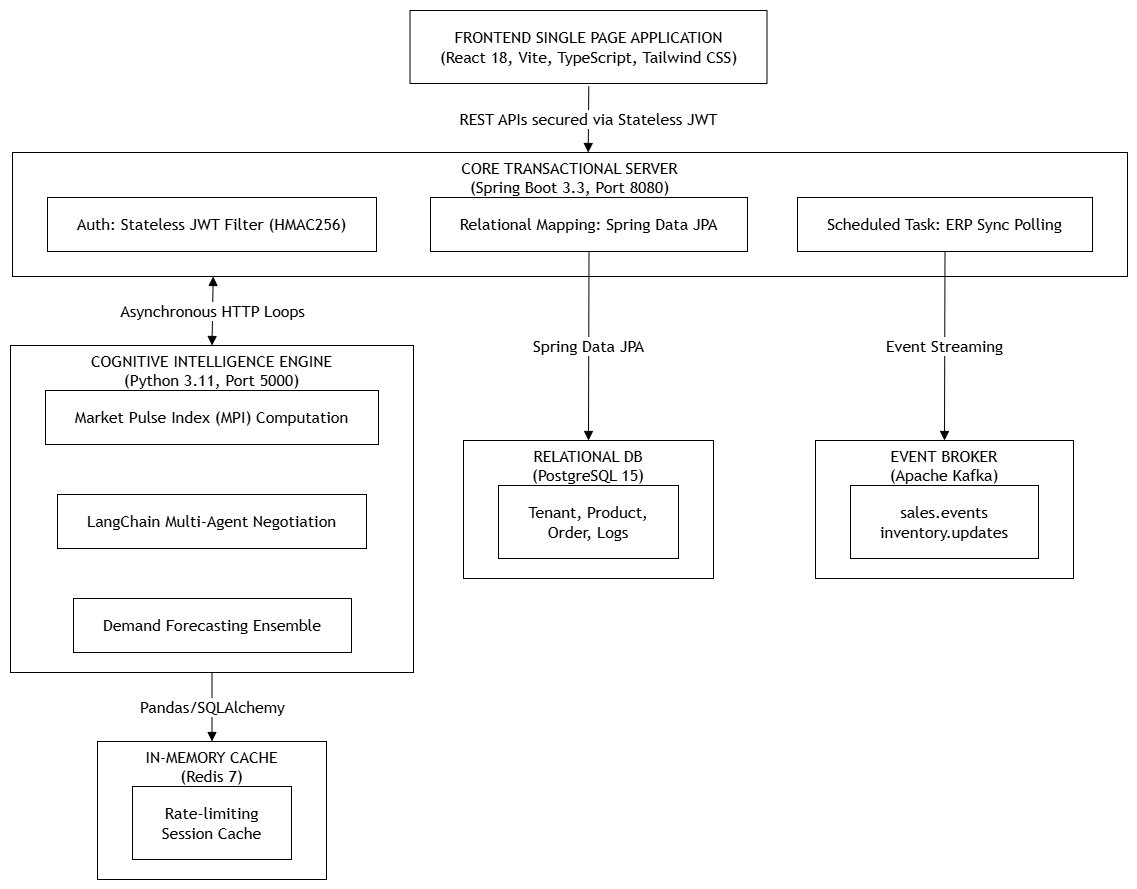 FRONTEND SINGLE PAGE APPLICATION
(React 18, Vite, TypeScript, Tailwind CSS)
REST APIs secured via Stateless JWT
CORE TRANSACTIONAL SERVER
(Spring Boot 3.3, Port 8080)
Auth: Stateless JWT Filter (HMAC256)
Relational Mapping: Spring Data JPA
Scheduled Task: ERP Sync Polling
Asynchronous HTTP Loops
Spring Data JPA
Event Streaming
COGNITIVE INTELLIGENCE ENGINE
(Python 3.11, Port 5000)
Market Pulse Index (MPI) Computation
LangChain Multi-Agent Negotiation
Demand Forecasting Ensemble
RELATIONAL DB
(PostgreSQL 15)
Tenant, Product,
Order, Logs
EVENT BROKER
(Apache Kafka)
sales.events
inventory.updates
Pandas/SQLAlchemy
IN-MEMORY CACHE
(Redis 7)
Rate-limiting
Session Cache